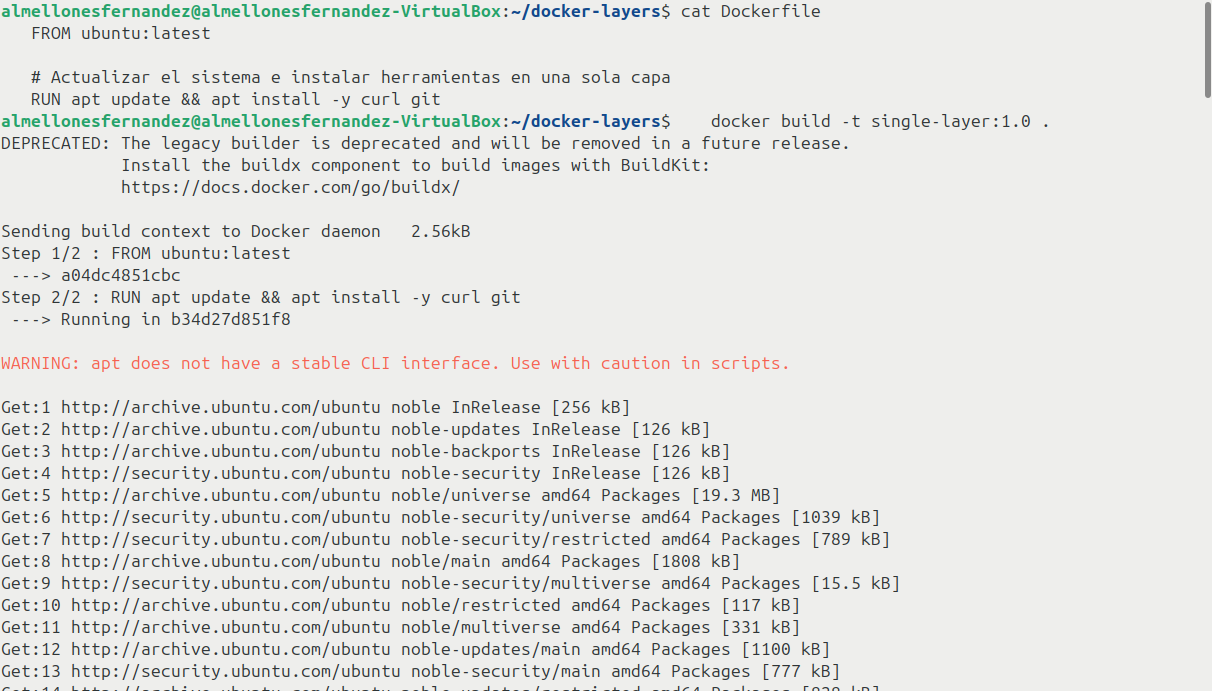 almellonesfernandez@almellonesfernandez-VirtualBox:~/docker-layers$ cat Dockerfile
   FROM ubuntu:latest

   # Actualizar el sistema e instalar herramientas en una sola capa
   RUN apt update && apt install -y curl git
almellonesfernandez@almellonesfernandez-VirtualBox:~/docker-layers$    docker build -t single-layer:1.0 .
DEPRECATED: The legacy builder is deprecated and will be removed in a future release.
            Install the buildx component to build images with BuildKit:
            https://docs.docker.com/go/buildx/

Sending build context to Docker daemon   2.56kB
Step 1/2 : FROM ubuntu:latest
 ---> a04dc4851cbc
Step 2/2 : RUN apt update && apt install -y curl git
 ---> Running in b34d27d851f8

WARNING: apt does not have a stable CLI interface. Use with caution in scripts.

Get:1 http://archive.ubuntu.com/ubuntu noble InRelease [256 kB]
Get:2 http://archive.ubuntu.com/ubuntu noble-updates InRelease [126 kB]
Get:3 http://archive.ubuntu.com/ubuntu noble-backports InRelease [126 kB]
Get:4 http://security.ubuntu.com/ubuntu noble-security InRelease [126 kB]
Get:5 http://archive.ubuntu.com/ubuntu noble/universe amd64 Packages [19.3 MB]
Get:6 http://security.ubuntu.com/ubuntu noble-security/universe amd64 Packages [1039 kB]
Get:7 http://security.ubuntu.com/ubuntu noble-security/restricted amd64 Packages [789 kB]
Get:8 http://archive.ubuntu.com/ubuntu noble/main amd64 Packages [1808 kB]
Get:9 http://security.ubuntu.com/ubuntu noble-security/multiverse amd64 Packages [15.5 kB]
Get:10 http://archive.ubuntu.com/ubuntu noble/restricted amd64 Packages [117 kB]
Get:11 http://archive.ubuntu.com/ubuntu noble/multiverse amd64 Packages [331 kB]
Get:12 http://archive.ubuntu.com/ubuntu noble-updates/main amd64 Packages [1100 kB]
Get:13 http://security.ubuntu.com/ubuntu noble-security/main amd64 Packages [777 kB]